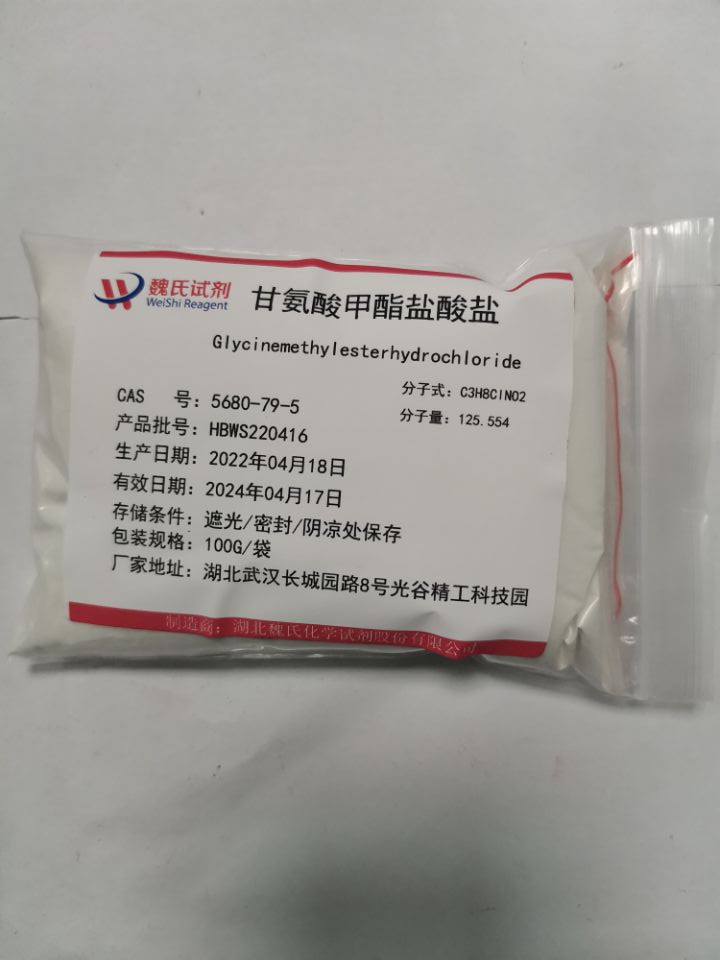 魏氏试剂
WeiShi Reagent
甘氨酸甲酯盐酸盐
Glycinemethylesterhydrochloride
CAS 号：5680-79-5
分子式：C3H8ClNO2
产品批号：HBWS220416
分子量：125.554
生产日期：2022年04月18日
有效日期：2024年04月17日
存储条件：遮光/密封/阴凉处保存
包装规格：100G/袋
厂家地址：湖北武汉长城园路8号光谷精工科技园
制造商：湖北魏氏化学试剂股份有限公司